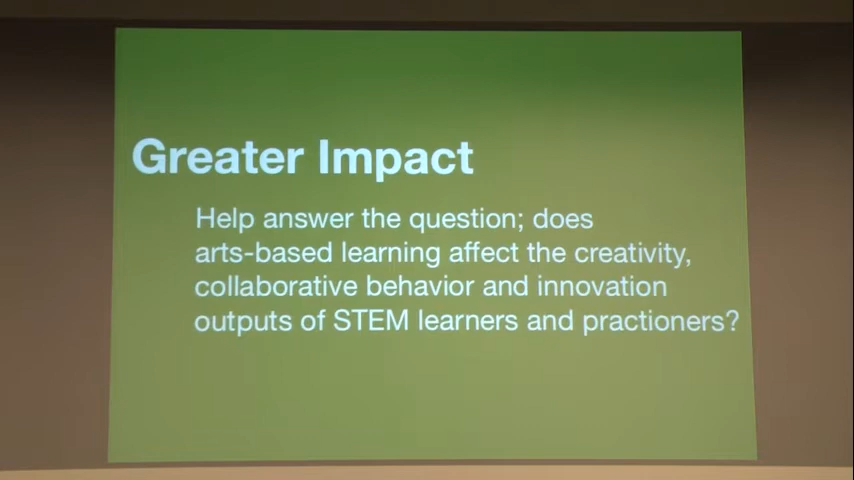 Greater Impact
Help answer the question; does
arts-based learning affect the creativity,
collaborative behavior and innovation
outputs of STEM learners and practioners?